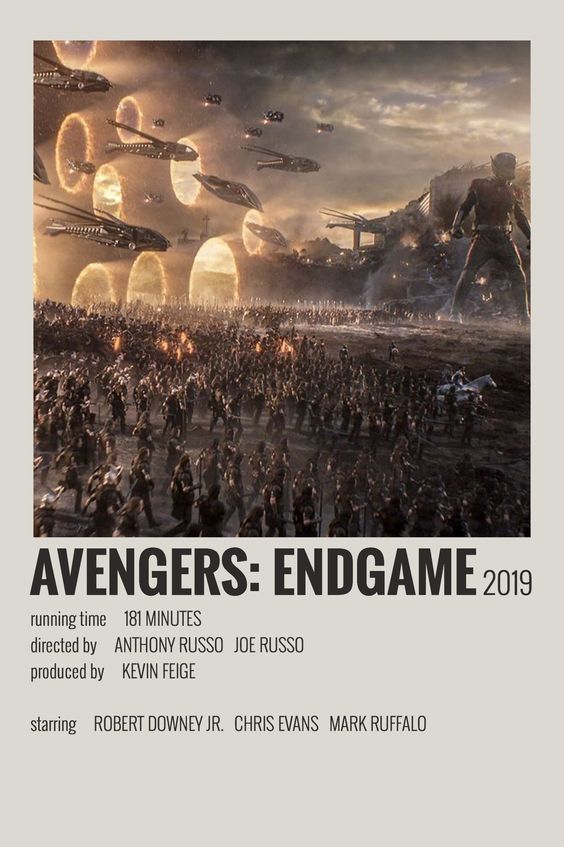 AVENGERS: ENDGAME 2019
running time 181 MINUTES
directed by ANTHONY RUSSO JOE RUSSO
produced by KEVIN FEIGE
starring ROBERT DOWNEY JR. CHRIS EVANS MARK RUFFALO